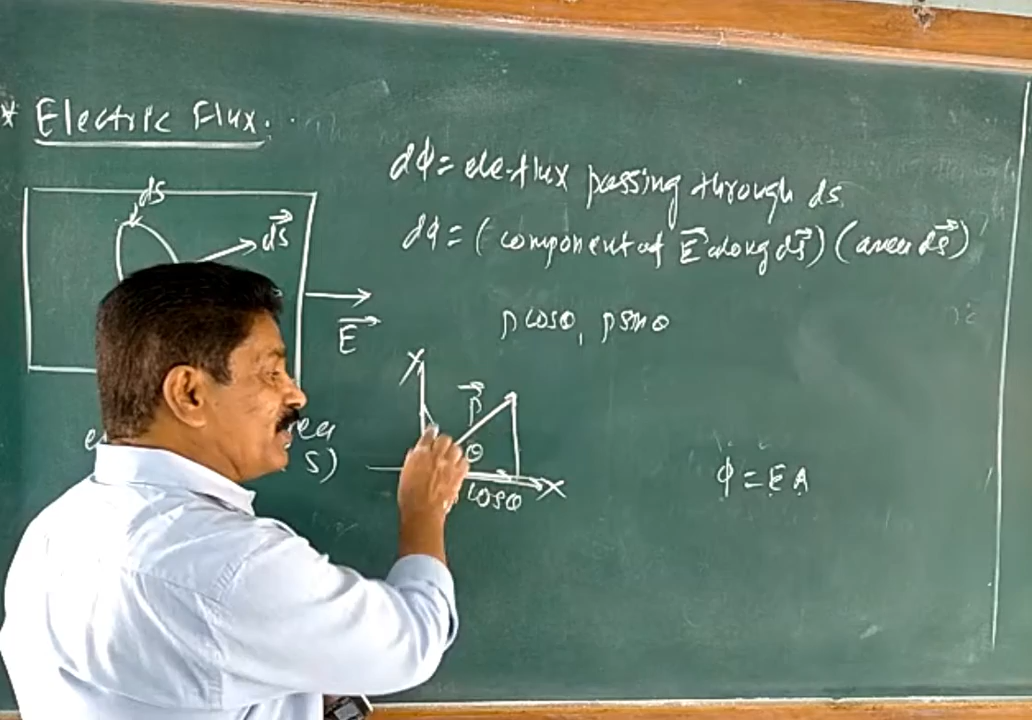 * Electric Flux.
dϕ = ele. flux passing through ds
dϕ = (component of E⃗ along ds⃗) (area ds⃗)
ds
ds⃗
E⃗
P cosθ, P sinθ
Y
P⃗
θ
cosθ
X
S)
ϕ = E A